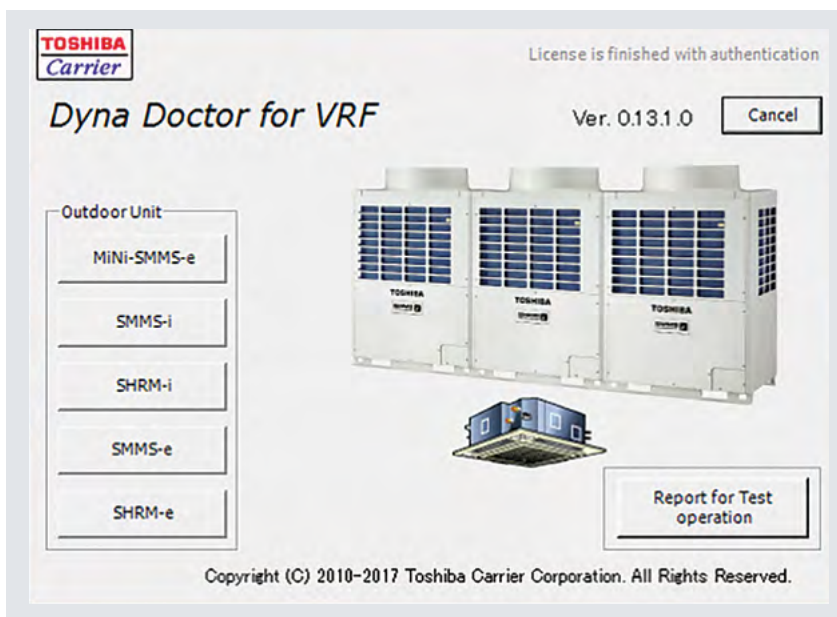 TOSHIBA
Carrier
License is finished with authentication
Dyna Doctor for VRF
Ver. 0.13.1.0
Cancel
Outdoor Unit
MiNi-SMMS-e
SMMS-i
SHRM-i
SMMS-e
SHRM-e
TOSHIBA
TOSHIBA
TOSHIBA
Report for Test
operation
Copyright (C) 2010-2017 Toshiba Carrier Corporation. All Rights Reserved.